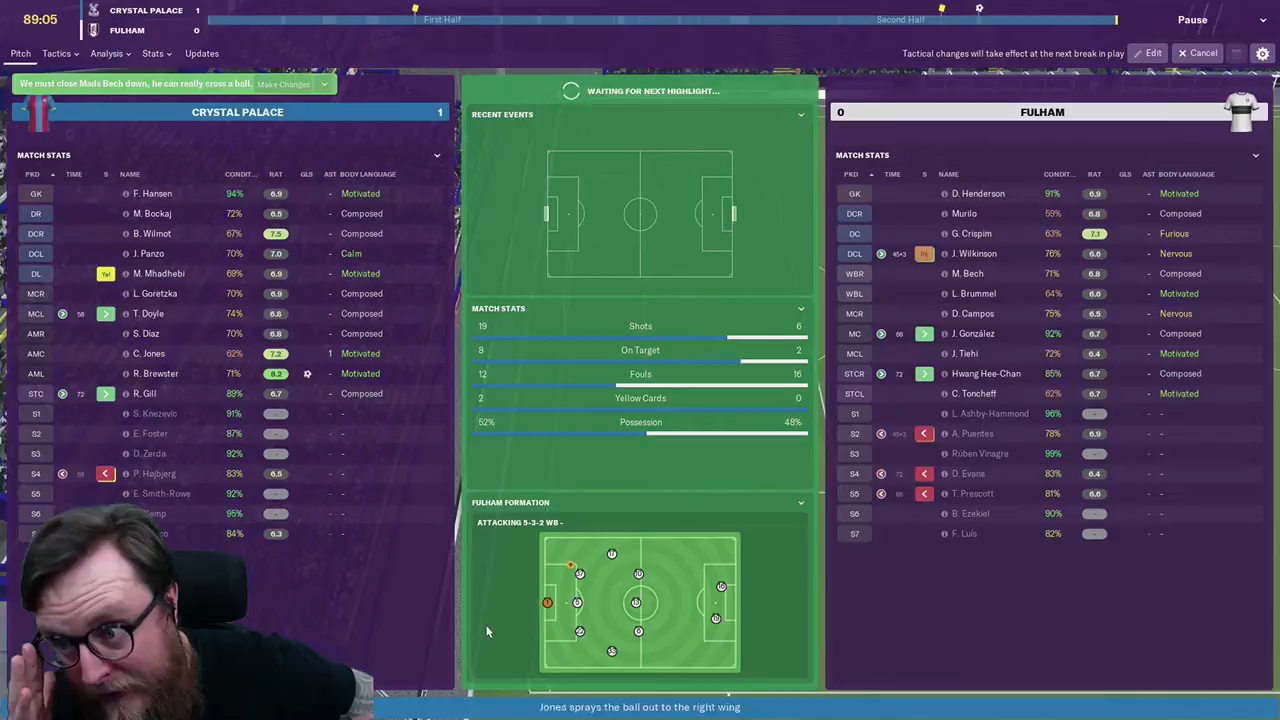 89:05
CRYSTAL PALACE 1
FULHAM 0
First Half
Second Half
Pause
Pitch Tactics Analysis Stats Updates
Tactical changes will take effect at the next break in play Edit Cancel
We must close Mads Bech down, he can really cross a ball. Make Changes
CRYSTAL PALACE 1
MATCH STATS
PKD TIME S NAME CONDIT... RAT GLS AST BODY LANGUAGE
GK F. Hansen 94% 6.9 - Motivated
DR M. Bockaj 72% 6.5 - Composed
DCR B. Wilmot 67% 7.5 - Composed
DCL J. Panzo 70% 7.0 - Calm
DL Yel M. Mhadhebi 69% 6.9 - Motivated
MCR L. Goretzka 70% 6.9 - Composed
MCL 58 T. Doyle 74% 6.8 - Composed
AMR S. Diaz 70% 6.8 - Composed
AMC C. Jones 62% 7.2 1 Motivated
AML R. Brewster 71% 8.2 - Motivated
STC 72 R. Gill 89% 6.7 - Composed
S1 S. Knezevic 91% - - -
S2 E. Foster 87% - - -
S3 D. Zerda 92% - - -
S4 58 P. Højbjerg 83% 6.5 - -
S5 E. Smith-Rowe 92% - - -
S6 95% - - -
84% 6.3 - -
WAITING FOR NEXT HIGHLIGHT...
RECENT EVENTS
MATCH STATS
19 Shots 6
8 On Target 2
12 Fouls 16
2 Yellow Cards 0
52% Possession 48%
FULHAM FORMATION
ATTACKING 5-3-2 WB -
0 FULHAM
MATCH STATS
PKD TIME S NAME CONDIT... RAT GLS AST BODY LANGUAGE
GK D. Henderson 91% 6.9 - Motivated
DCR Murilo 59% 6.8 - Composed
DC G. Crispim 63% 7.1 - Furious
DCL 45+3 Inj J. Wilkinson 76% 6.6 - Nervous
WBR M. Bech 71% 6.8 - Composed
WBL L. Brummel 64% 6.6 - Motivated
MCR D. Campos 75% 6.5 - Nervous
MC 66 J. González 92% 6.7 - Composed
MCL J. Tiehi 72% 6.4 - Motivated
STCR 72 Hwang Hee-Chan 85% 6.7 - Composed
STCL C. Toncheff 62% 6.7 - Motivated
S1 L. Ashby-Hammond 96% - - -
S2 45+3 A. Puentes 78% 6.9 - -
S3 Rúben Vinagre 99% - - -
S4 72 D. Evans 83% 6.4 - -
S5 66 T. Prescott 81% 6.6 - -
S6 B. Ezekiel 90% - - -
S7 F. Luis 82% - - -
Jones sprays the ball out to the right wing